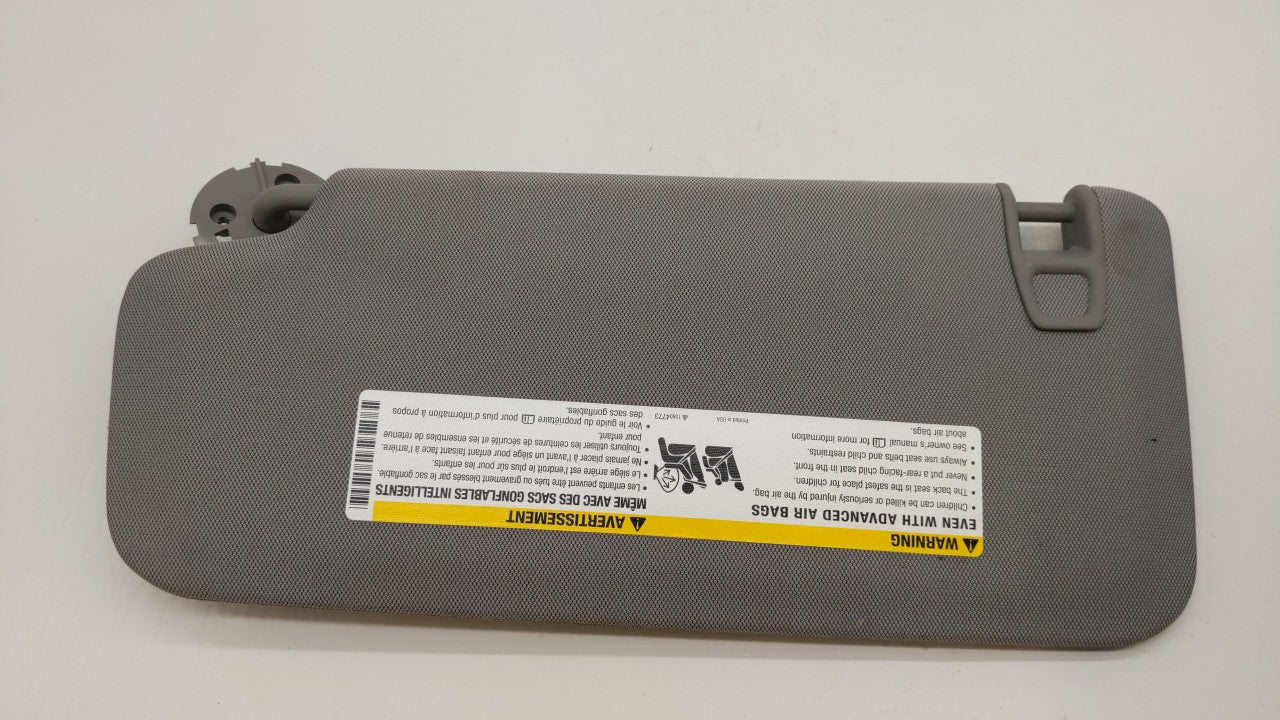 ⚠ WARNING
EVEN WITH ADVANCED AIR BAGS
• Children can be killed or seriously injured by the air bag.
• The back seat is the safest place for children.
• Never put a rear-facing child seat in the front.
• Always use seat belts and child restraints.
• See owner's manual for more information
about air bags.
⚠ AVERTISSEMENT
MÊME AVEC DES SACS GONFLABLES INTELLIGENTS
• Les enfants peuvent être tués ou gravement blessés par le sac gonflable.
• Le siège arrière est l'endroit le plus sûr pour les enfants.
• Ne jamais placer à l'avant un siège pour enfant faisant face à l'arrière.
• Toujours utiliser les ceintures de sécurité et les ensembles de retenue
pour enfant.
• Voir le guide du propriétaire pour plus d'information à propos
des sacs gonflables.
Printed in USA